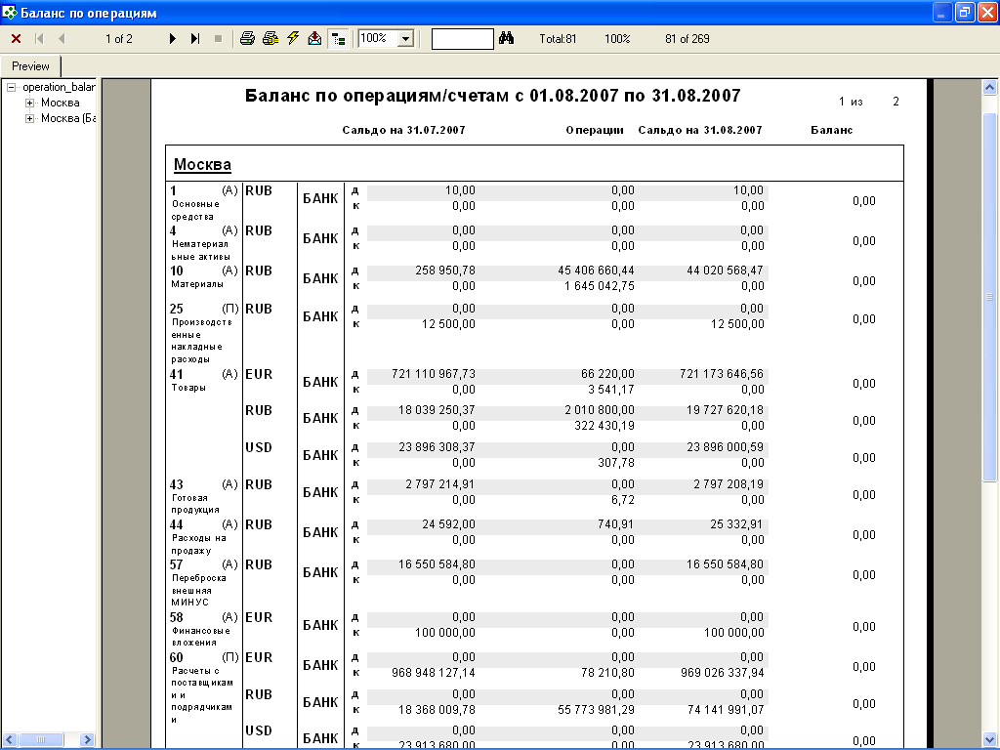 Баланс по операциям
1 of 2
100%
Total:81
100%
81 of 269
Preview
operation_balan
Москва
Москва (Ба
Баланс по операциям/счетам с 01.08.2007 по 31.08.2007
1 из 2
Сальдо на 31.07.2007 Операции Сальдо на 31.08.2007 Баланс
Москва
1 (А) RUB БАНК д 10,00 0,00 10,00
Основные средства к 0,00 0,00 0,00 0,00
4 (А) RUB БАНК д 0,00 0,00 0,00
Нематериал ьные активы к 0,00 0,00 0,00 0,00
10 (А) RUB БАНК д 258 950,78 45 406 660,44 44 020 568,47
Материалы к 0,00 1 645 042,75 0,00 0,00
25 (П) RUB БАНК д 0,00 0,00 0,00
Производств енные накладные расходы к 12 500,00 0,00 12 500,00 0,00
41 (А) EUR БАНК д 721 110 967,73 66 220,00 721 173 646,56
Товары к 0,00 3 541,17 0,00 0,00
RUB БАНК д 18 039 250,37 2 010 800,00 19 727 620,18
к 0,00 322 430,19 0,00 0,00
USD БАНК д 23 896 308,37 0,00 23 896 000,59
к 0,00 307,78 0,00 0,00
43 (А) RUB БАНК д 2 797 214,91 0,00 2 797 208,19
Готовая продукция к 0,00 6,72 0,00 0,00
44 (А) RUB БАНК д 24 592,00 740,91 25 332,91
Расходы на продажу к 0,00 0,00 0,00 0,00
57 (А) RUB БАНК д 16 550 584,80 0,00 16 550 584,80
Переброска внешняя МИНУС к 0,00 0,00 0,00 0,00
58 (А) EUR БАНК д 0,00 0,00 0,00
Финансовые вложения к 100 000,00 0,00 100 000,00 0,00
60 (П) EUR БАНК д 0,00 0,00 0,00
Расчеты с поставщикам и и подрядчикам и к 968 948 127,14 78 210,80 969 026 337,94 0,00
RUB БАНК д 0,00 0,00 0,00
к 18 368 009,78 55 773 981,29 74 141 991,07 0,00
USD БАНК д 0,00 0,00 0,00
к 23 913 680,00 0,00 23 913 680,00 0,00